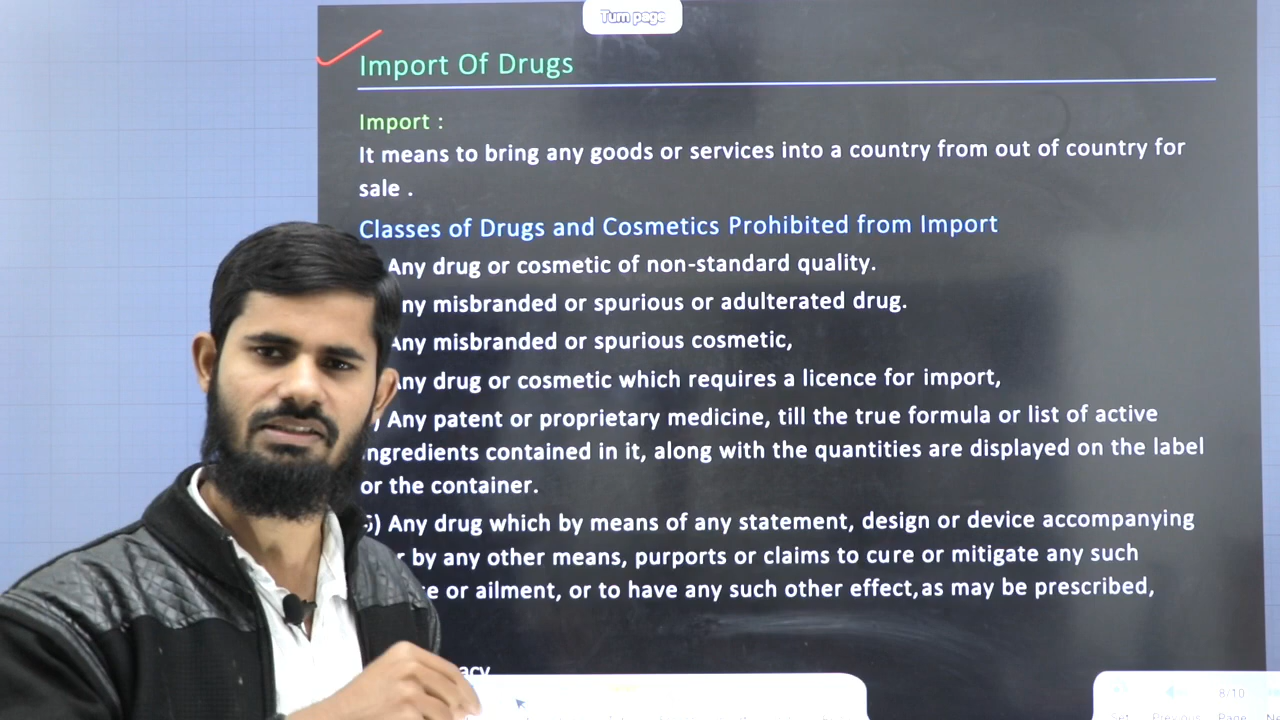 Turn page
Import Of Drugs
Import :
It means to bring any goods or services into a country from out of country for
sale .
Classes of Drugs and Cosmetics Prohibited from Import
Any drug or cosmetic of non-standard quality.
ny misbranded or spurious or adulterated drug.
Any misbranded or spurious cosmetic,
Any drug or cosmetic which requires a licence for import,
) Any patent or proprietary medicine, till the true formula or list of active
ngredients contained in it, along with the quantities are displayed on the label
or the container.
) Any drug which by means of any statement, design or device accompanying
r by any other means, purports or claims to cure or mitigate any such
se or ailment, or to have any such other effect, as may be prescribed,
acy
8/10
Previous Page